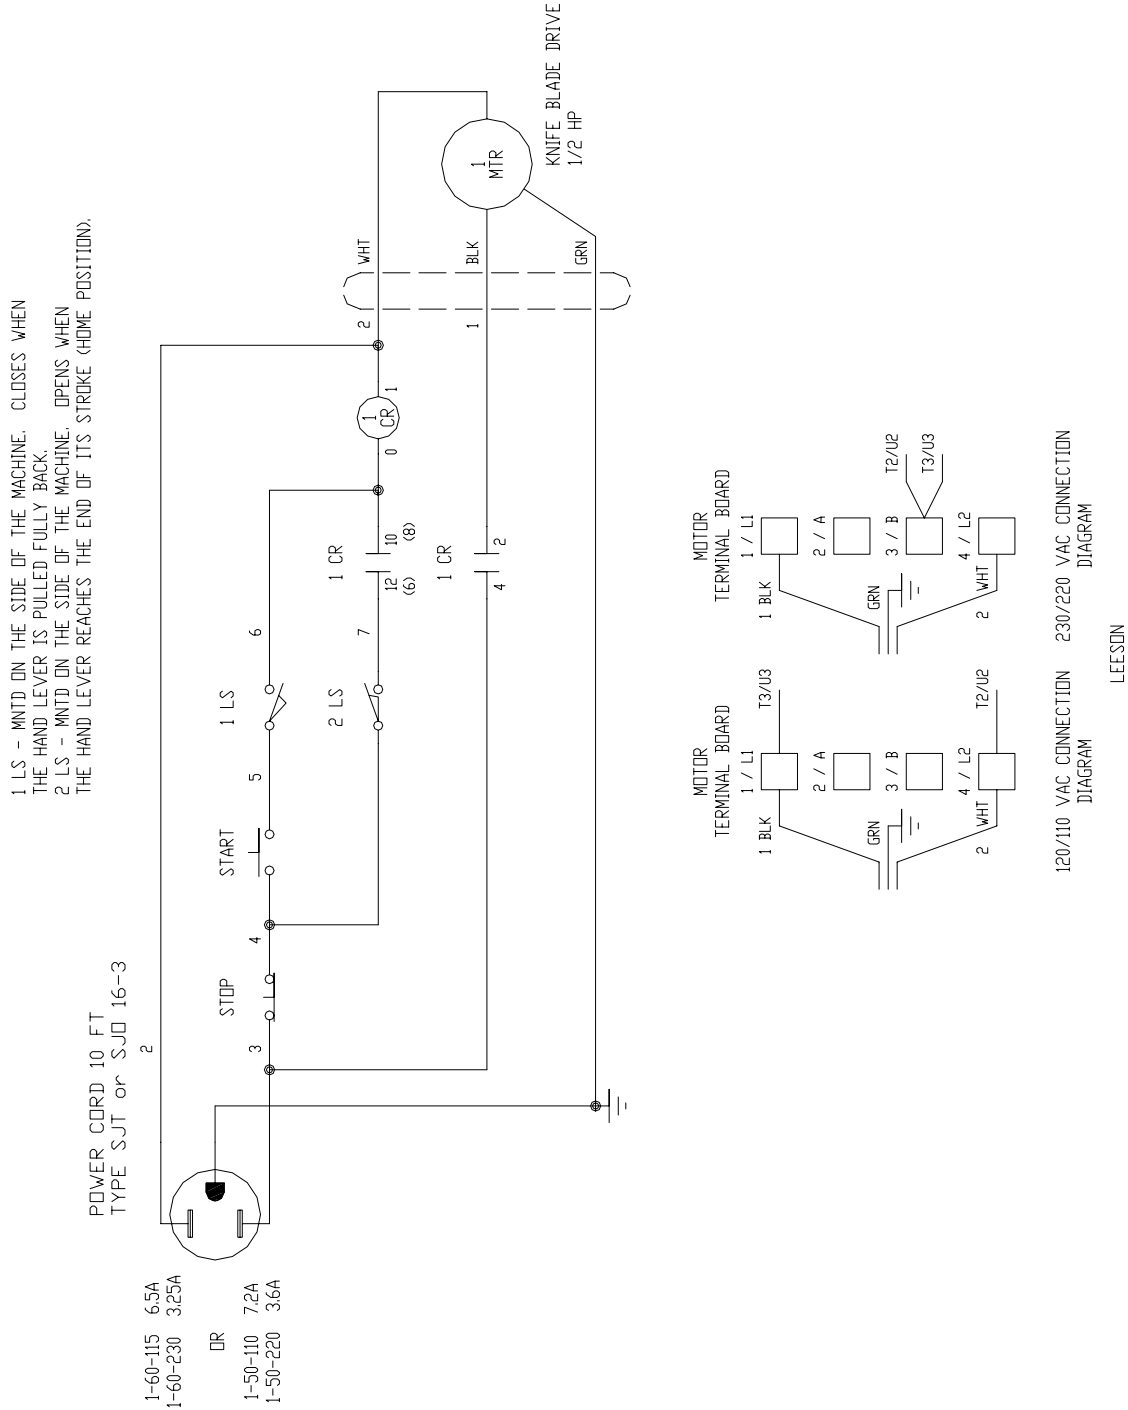 1 LS - MNTD ON THE SIDE OF THE MACHINE. CLOSES WHEN
THE HAND LEVER IS PULLED FULLY BACK.
2 LS - MNTD ON THE SIDE OF THE MACHINE. OPENS WHEN
THE HAND LEVER REACHES THE END OF ITS STROKE (HOME POSITION).
POWER CORD 10 FT
TYPE SJT or SJO 16-3
1-60-115 6.5A
1-60-230 3.25A
OR
1-50-110 7.2A
1-50-220 3.6A
2
3
STOP
4
START
5
1 LS
6
2 LS
7
1 CR
12
(6)
10
(8)
0
1
CR
1
2
WHT
1 CR
4
2
1
BLK
GRN
1
MTR
KNIFE BLADE DRIVE
1/2 HP
MOTOR
TERMINAL BOARD
1 / L1
2 / A
3 / B
4 / L2
1 BLK
GRN
2
WHT
T3/U3
T2/U2
120/110 VAC CONNECTION
DIAGRAM
MOTOR
TERMINAL BOARD
1 / L1
2 / A
3 / B
4 / L2
1 BLK
GRN
2
WHT
T2/U2
T3/U3
230/220 VAC CONNECTION
DIAGRAM
LEESON